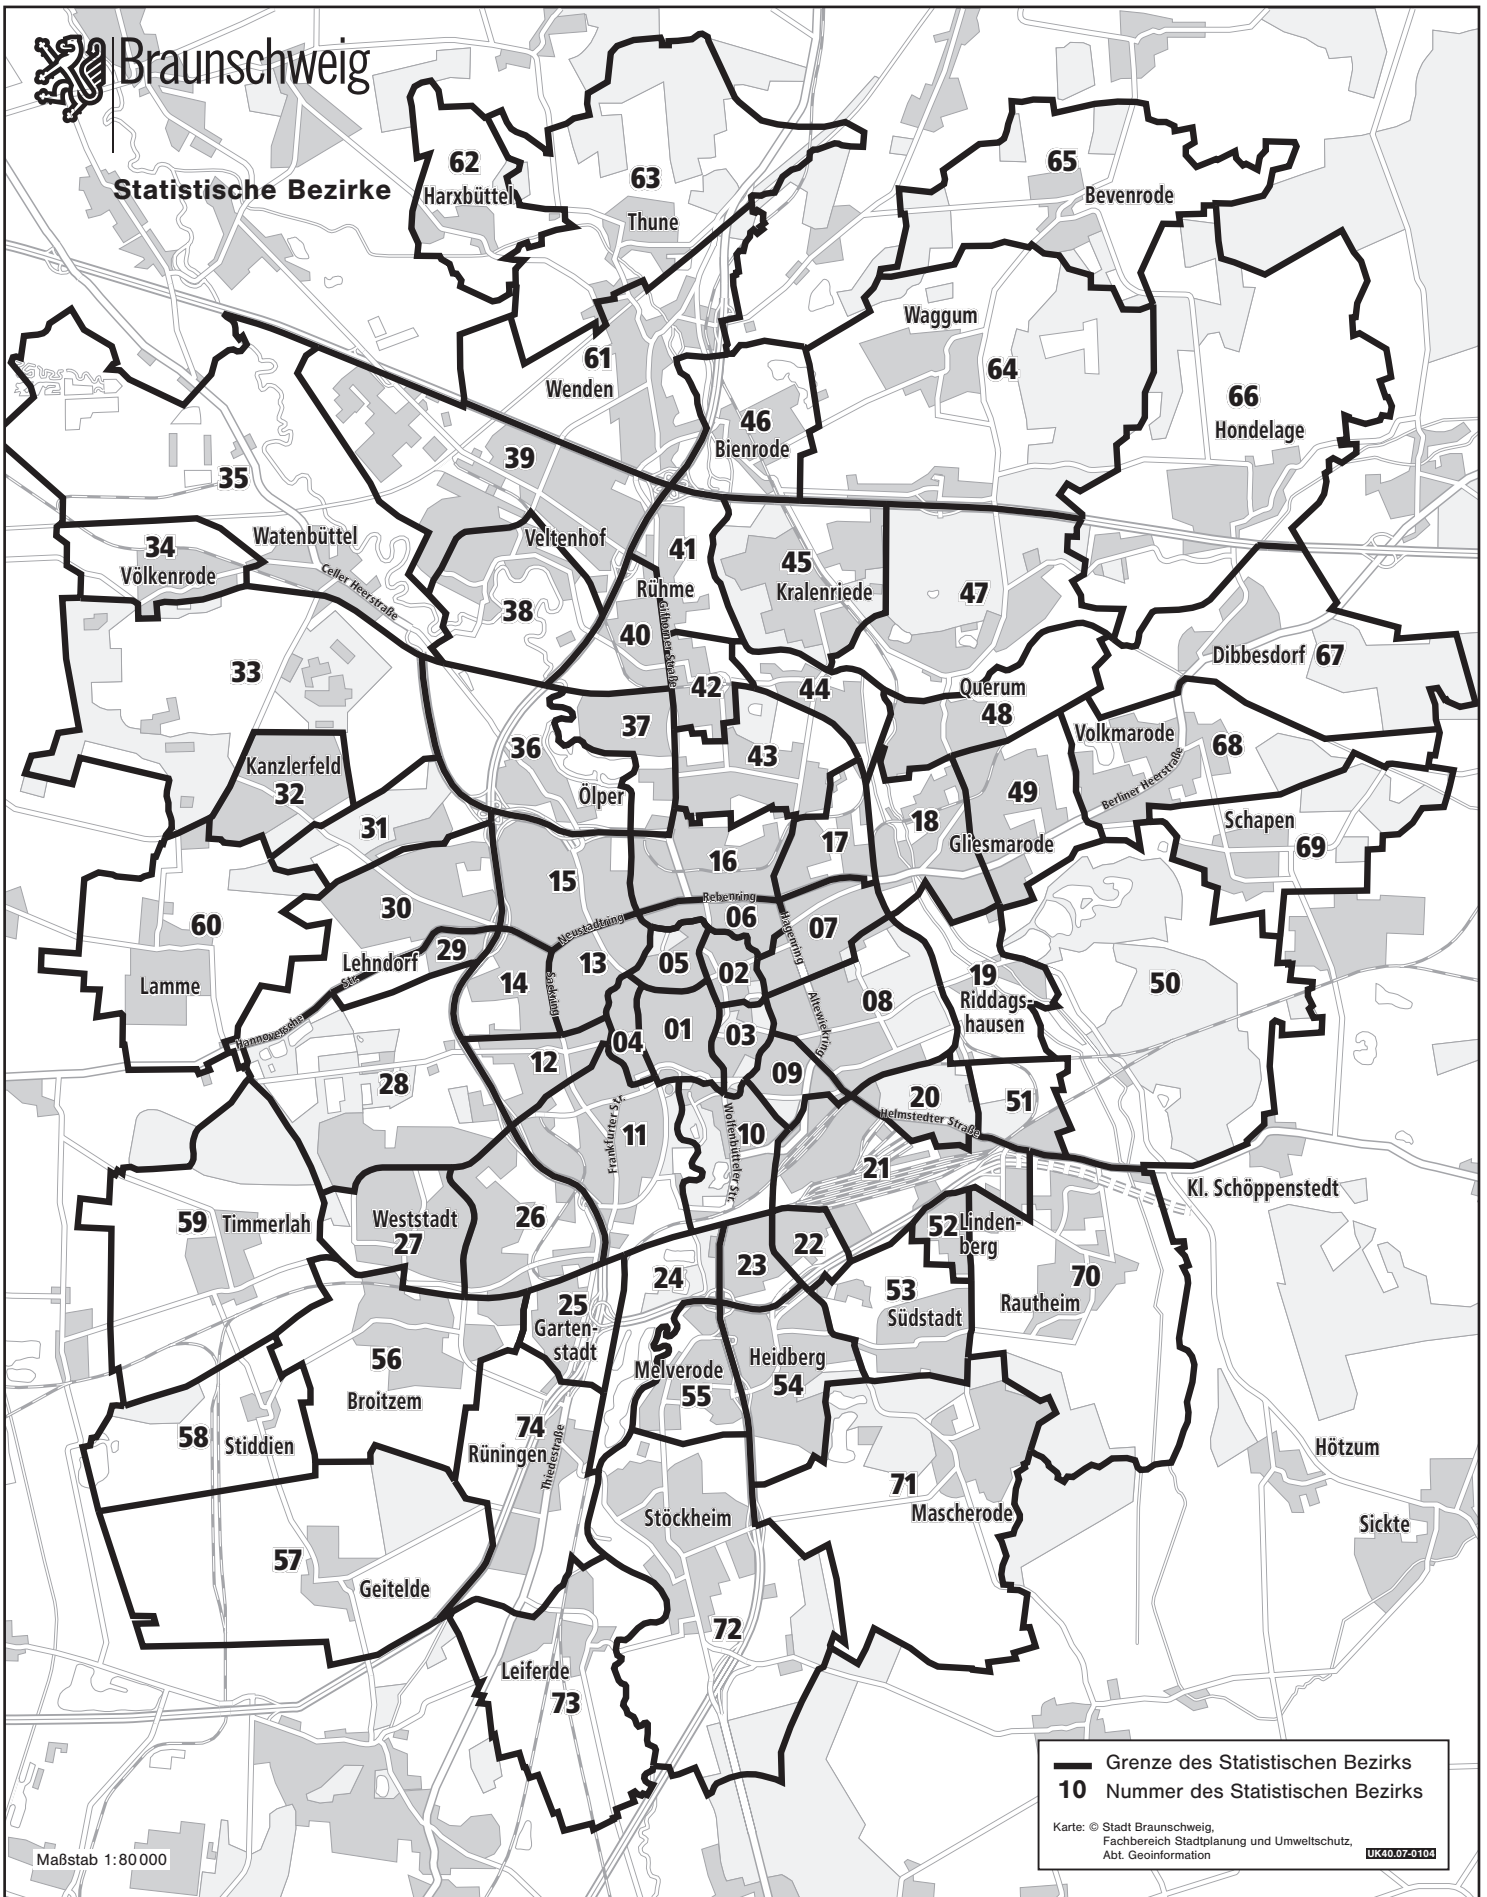 Braunschweig
Statistische Bezirke
62
Harxbüttel
63
Thune
65
Bevenrode
Waggum
64
61
Wenden
66
Hondelage
46
Bienrode
39
35
Watenbüttel
Veltenhof
41
34
Völkenrode
Celler Heerstraße
45
Kralenriede
47
Rühme
38
Gifhorner Straße
40
33
Dibbesdorf
67
42
44
Querum
48
37
36
43
Volkmarode
68
Kanzlerfeld
32
Ölper
49
Berliner Heerstraße
31
18
Schapen
17
Gliesmarode
69
16
15
Rebenring
30
06
60
Neustadtring
Hagenring
07
29
Lehndorf
13
05
02
19
50
Lamme
Str.
14
Sackring
Riddags-
hausen
08
Altewiekring
01
03
04
Hannoversche
12
09
28
20
51
Frankfurter Str.
Wolfenbütteler Str.
Helmstedter Straße
11
10
21
Kl. Schöppenstedt
59
Timmerlah
Weststadt
27
26
52
Linden-
berg
22
23
24
70
53
25
Garten-
stadt
Rautheim
Südstadt
56
Melverode
55
Heidberg
54
Broitzem
74
Rüningen
Thiedestraße
58
Stiddien
Hötzum
71
Mascherode
Stöckheim
Sickte
57
Geitelde
72
Leiferde
73
Grenze des Statistischen Bezirks
10 Nummer des Statistischen Bezirks
Karte: © Stadt Braunschweig,
Fachbereich Stadtplanung und Umweltschutz,
Abt. Geoinformation
UK40.07-0104
Maßstab 1:80 000